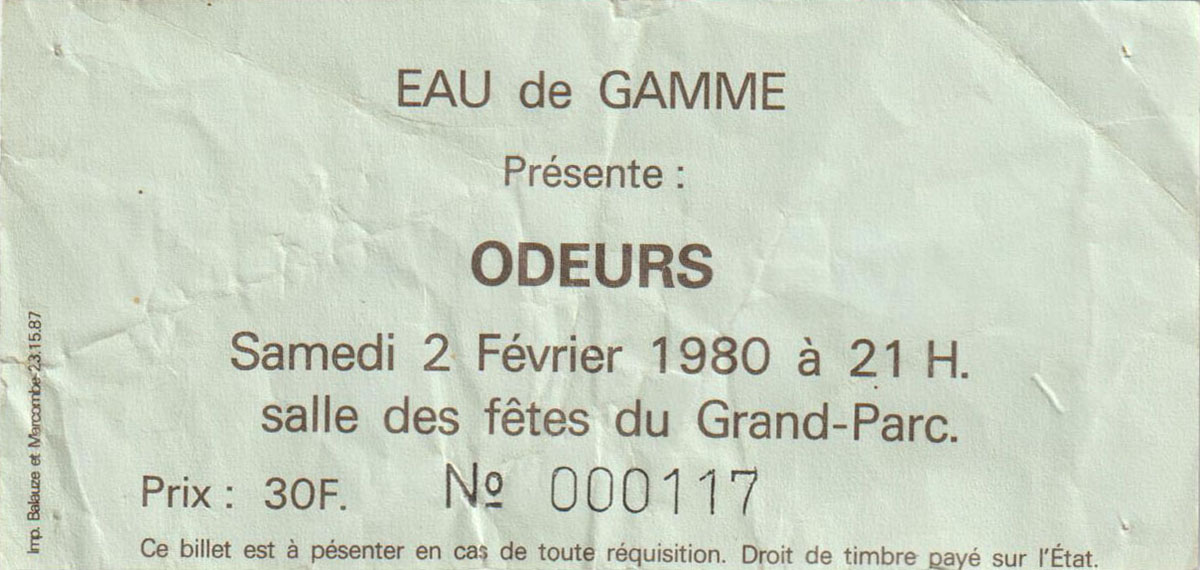 EAU de GAMME
Présente :
ODEURS
Samedi 2 Février 1980 à 21 H.
salle des fêtes du Grand-Parc.
Prix : 30F. Nº 000117
Ce billet est à pésenter en cas de toute réquisition. Droit de timbre payé sur l'État.
Imp. Balauze et Marcombe-23.15.87